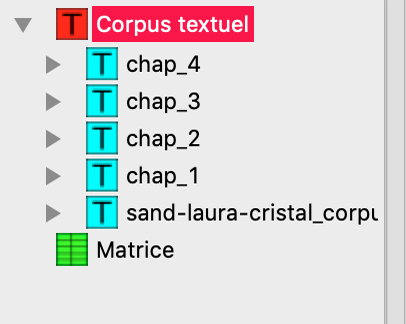 T Corpus textuel
T chap_4
T chap_3
T chap_2
T chap_1
T sand-laura-cristal_corpu
Matrice